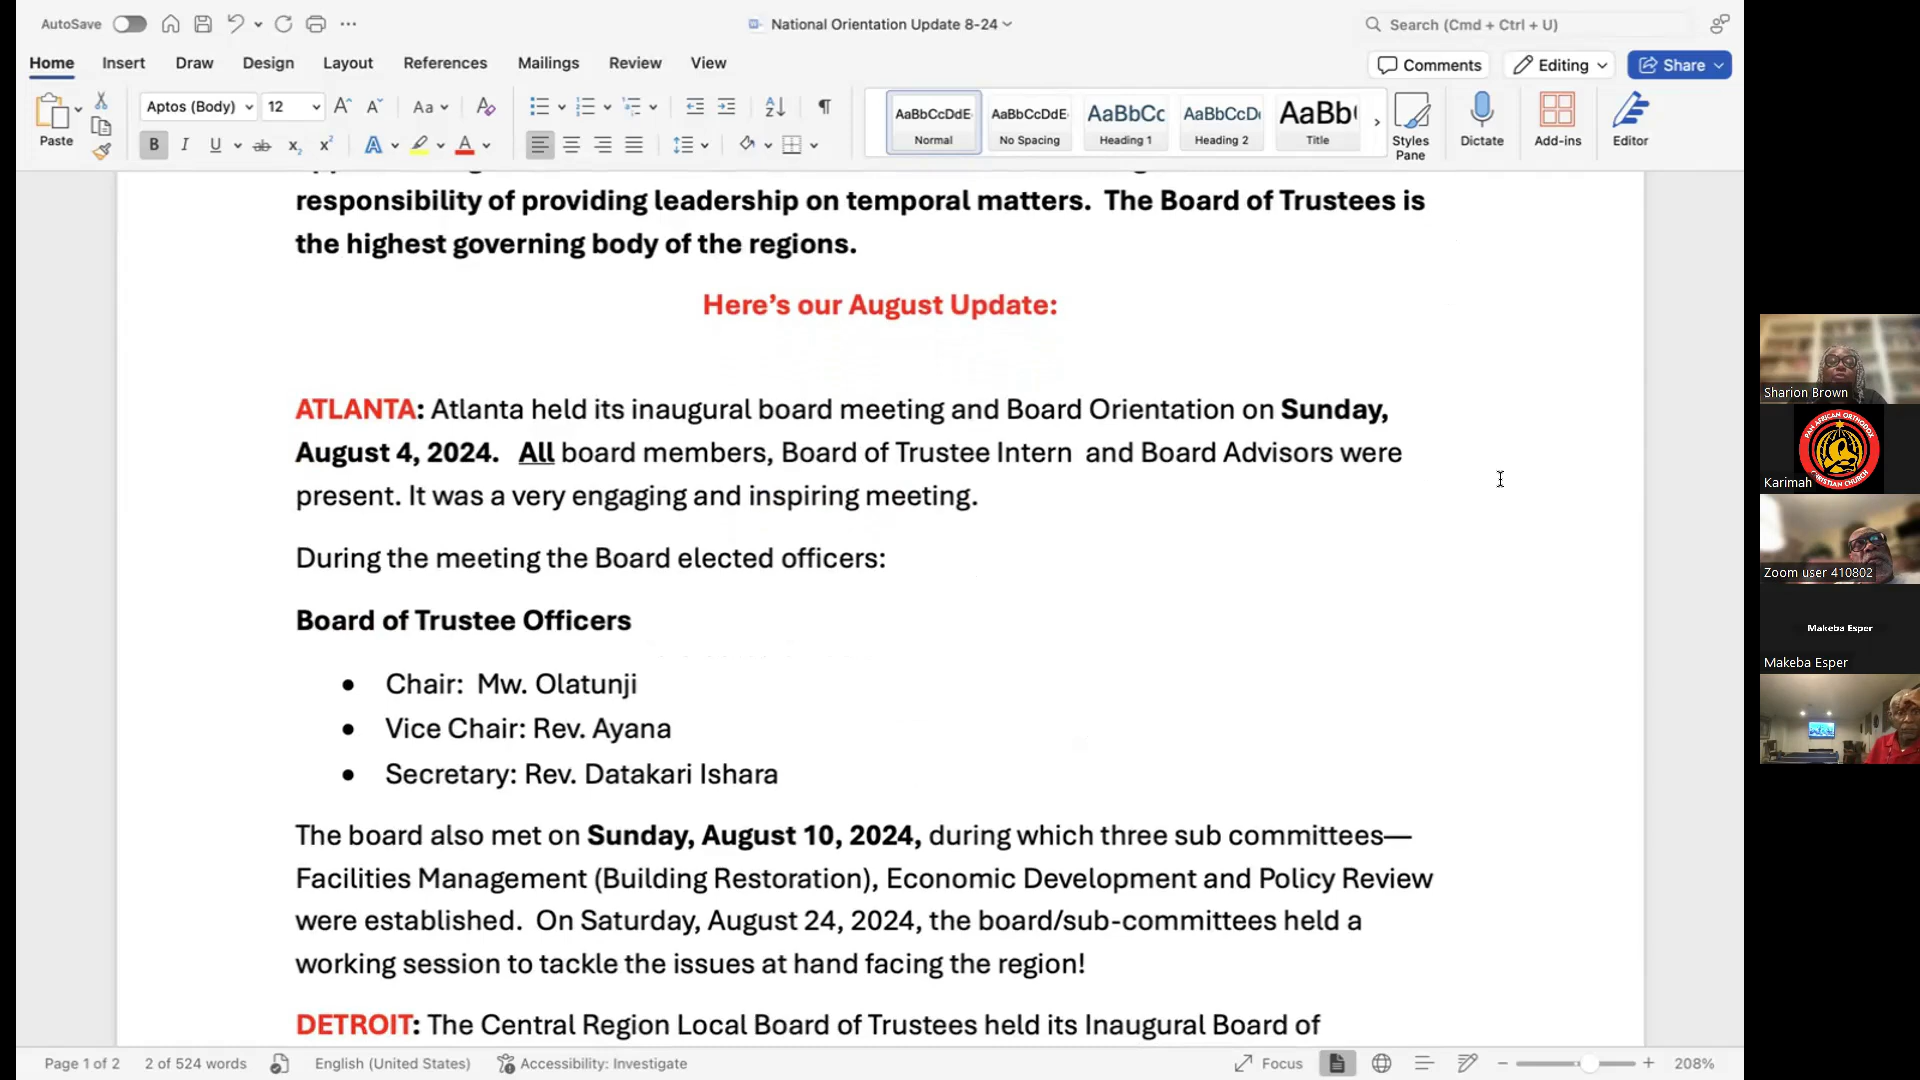 AutoSave
National Orientation Update 8-24
Search (Cmd + Ctrl + U)
Home Insert Draw Design Layout References Mailings Review View
Comments Editing Share
Paste
Aptos (Body) 12
AaBbCcDdE Normal
AaBbCcDdE No Spacing
AaBbCc Heading 1
AaBbCcD Heading 2
AaBb Title
Styles Pane
Dictate
Add-ins
Editor
responsibility of providing leadership on temporal matters. The Board of Trustees is
the highest governing body of the regions.
Here’s our August Update:
ATLANTA: Atlanta held its inaugural board meeting and Board Orientation on Sunday,
August 4, 2024. All board members, Board of Trustee Intern and Board Advisors were
present. It was a very engaging and inspiring meeting.
During the meeting the Board elected officers:
Board of Trustee Officers
• Chair: Mw. Olatunji
• Vice Chair: Rev. Ayana
• Secretary: Rev. Datakari Ishara
The board also met on Sunday, August 10, 2024, during which three sub committees—
Facilities Management (Building Restoration), Economic Development and Policy Review
were established. On Saturday, August 24, 2024, the board/sub-committees held a
working session to tackle the issues at hand facing the region!
DETROIT: The Central Region Local Board of Trustees held its Inaugural Board of
Page 1 of 2
2 of 524 words
English (United States)
Accessibility: Investigate
Focus
208%
Sharion Brown
PAN AFRICAN ORTHODOX
CHRISTIAN CHURCH
Karimah
Zoom user 410802
Makeba Esper
Makeba Esper